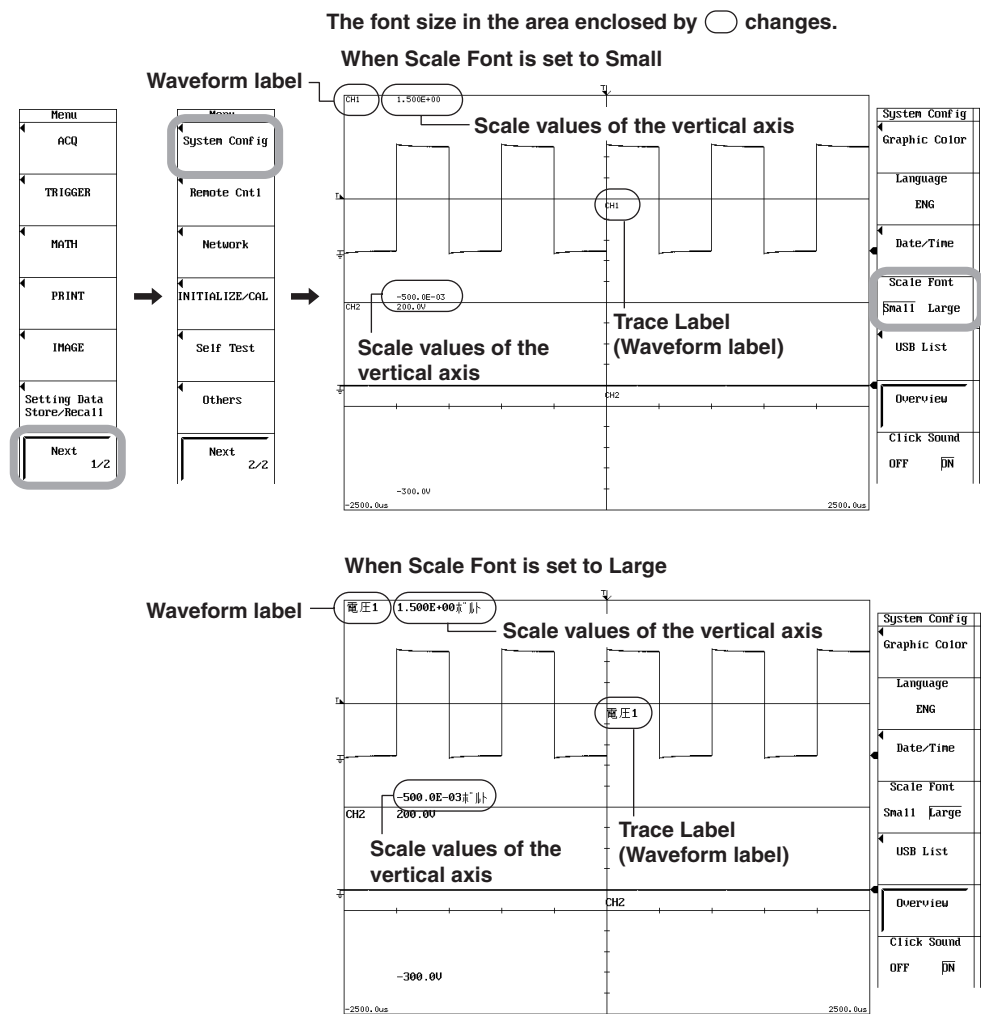 The font size in the area enclosed by changes.
When Scale Font is set to Small
Waveform label
CH1 1.500E+00
Scale values of the vertical axis
CH1
-500.0E-03
CH2 200.0V
Scale values of the
vertical axis
Trace Label
(Waveform label)
CH2
-300.0V
-2500.0us 2500.0us
Menu
ACQ
TRIGGER
MATH
PRINT
IMAGE
Setting Data
Store/Recall
Next
1/2
Menu
System Config
Remote Cntl
Network
INITIALIZE/CAL
Self Test
Others
Next
2/2
System Config
Graphic Color
Language
ENG
Date/Time
Scale Font
Small Large
USB List
Overview
Click Sound
OFF ON
When Scale Font is set to Large
Waveform label
電圧1 1.500E+00ボルト
Scale values of the vertical axis
電圧1
-500.0E-03ボルト
CH2 200.0V
Scale values of the
vertical axis
Trace Label
(Waveform label)
CH2
-300.0V
-2500.0us 2500.0us
System Config
Graphic Color
Language
ENG
Date/Time
Scale Font
Small Large
USB List
Overview
Click Sound
OFF ON